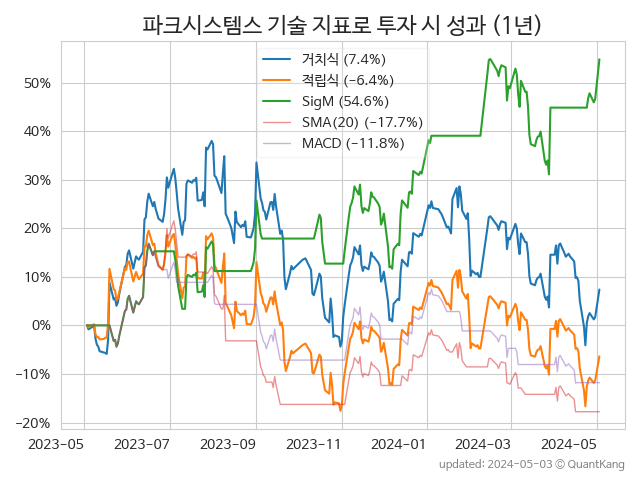 파크시스템스 기술 지표로 투자 시 성과 (1년)
거치식 (7.4%)
적립식 (−6.4%)
SigM (54.6%)
SMA(20) (−17.7%)
MACD (−11.8%)
50%
40%
30%
20%
10%
0%
−10%
−20%
2023-05 2023-07 2023-09 2023-11 2024-01 2024-03 2024-05
updated: 2024-05-03 ⓒ QuantKang